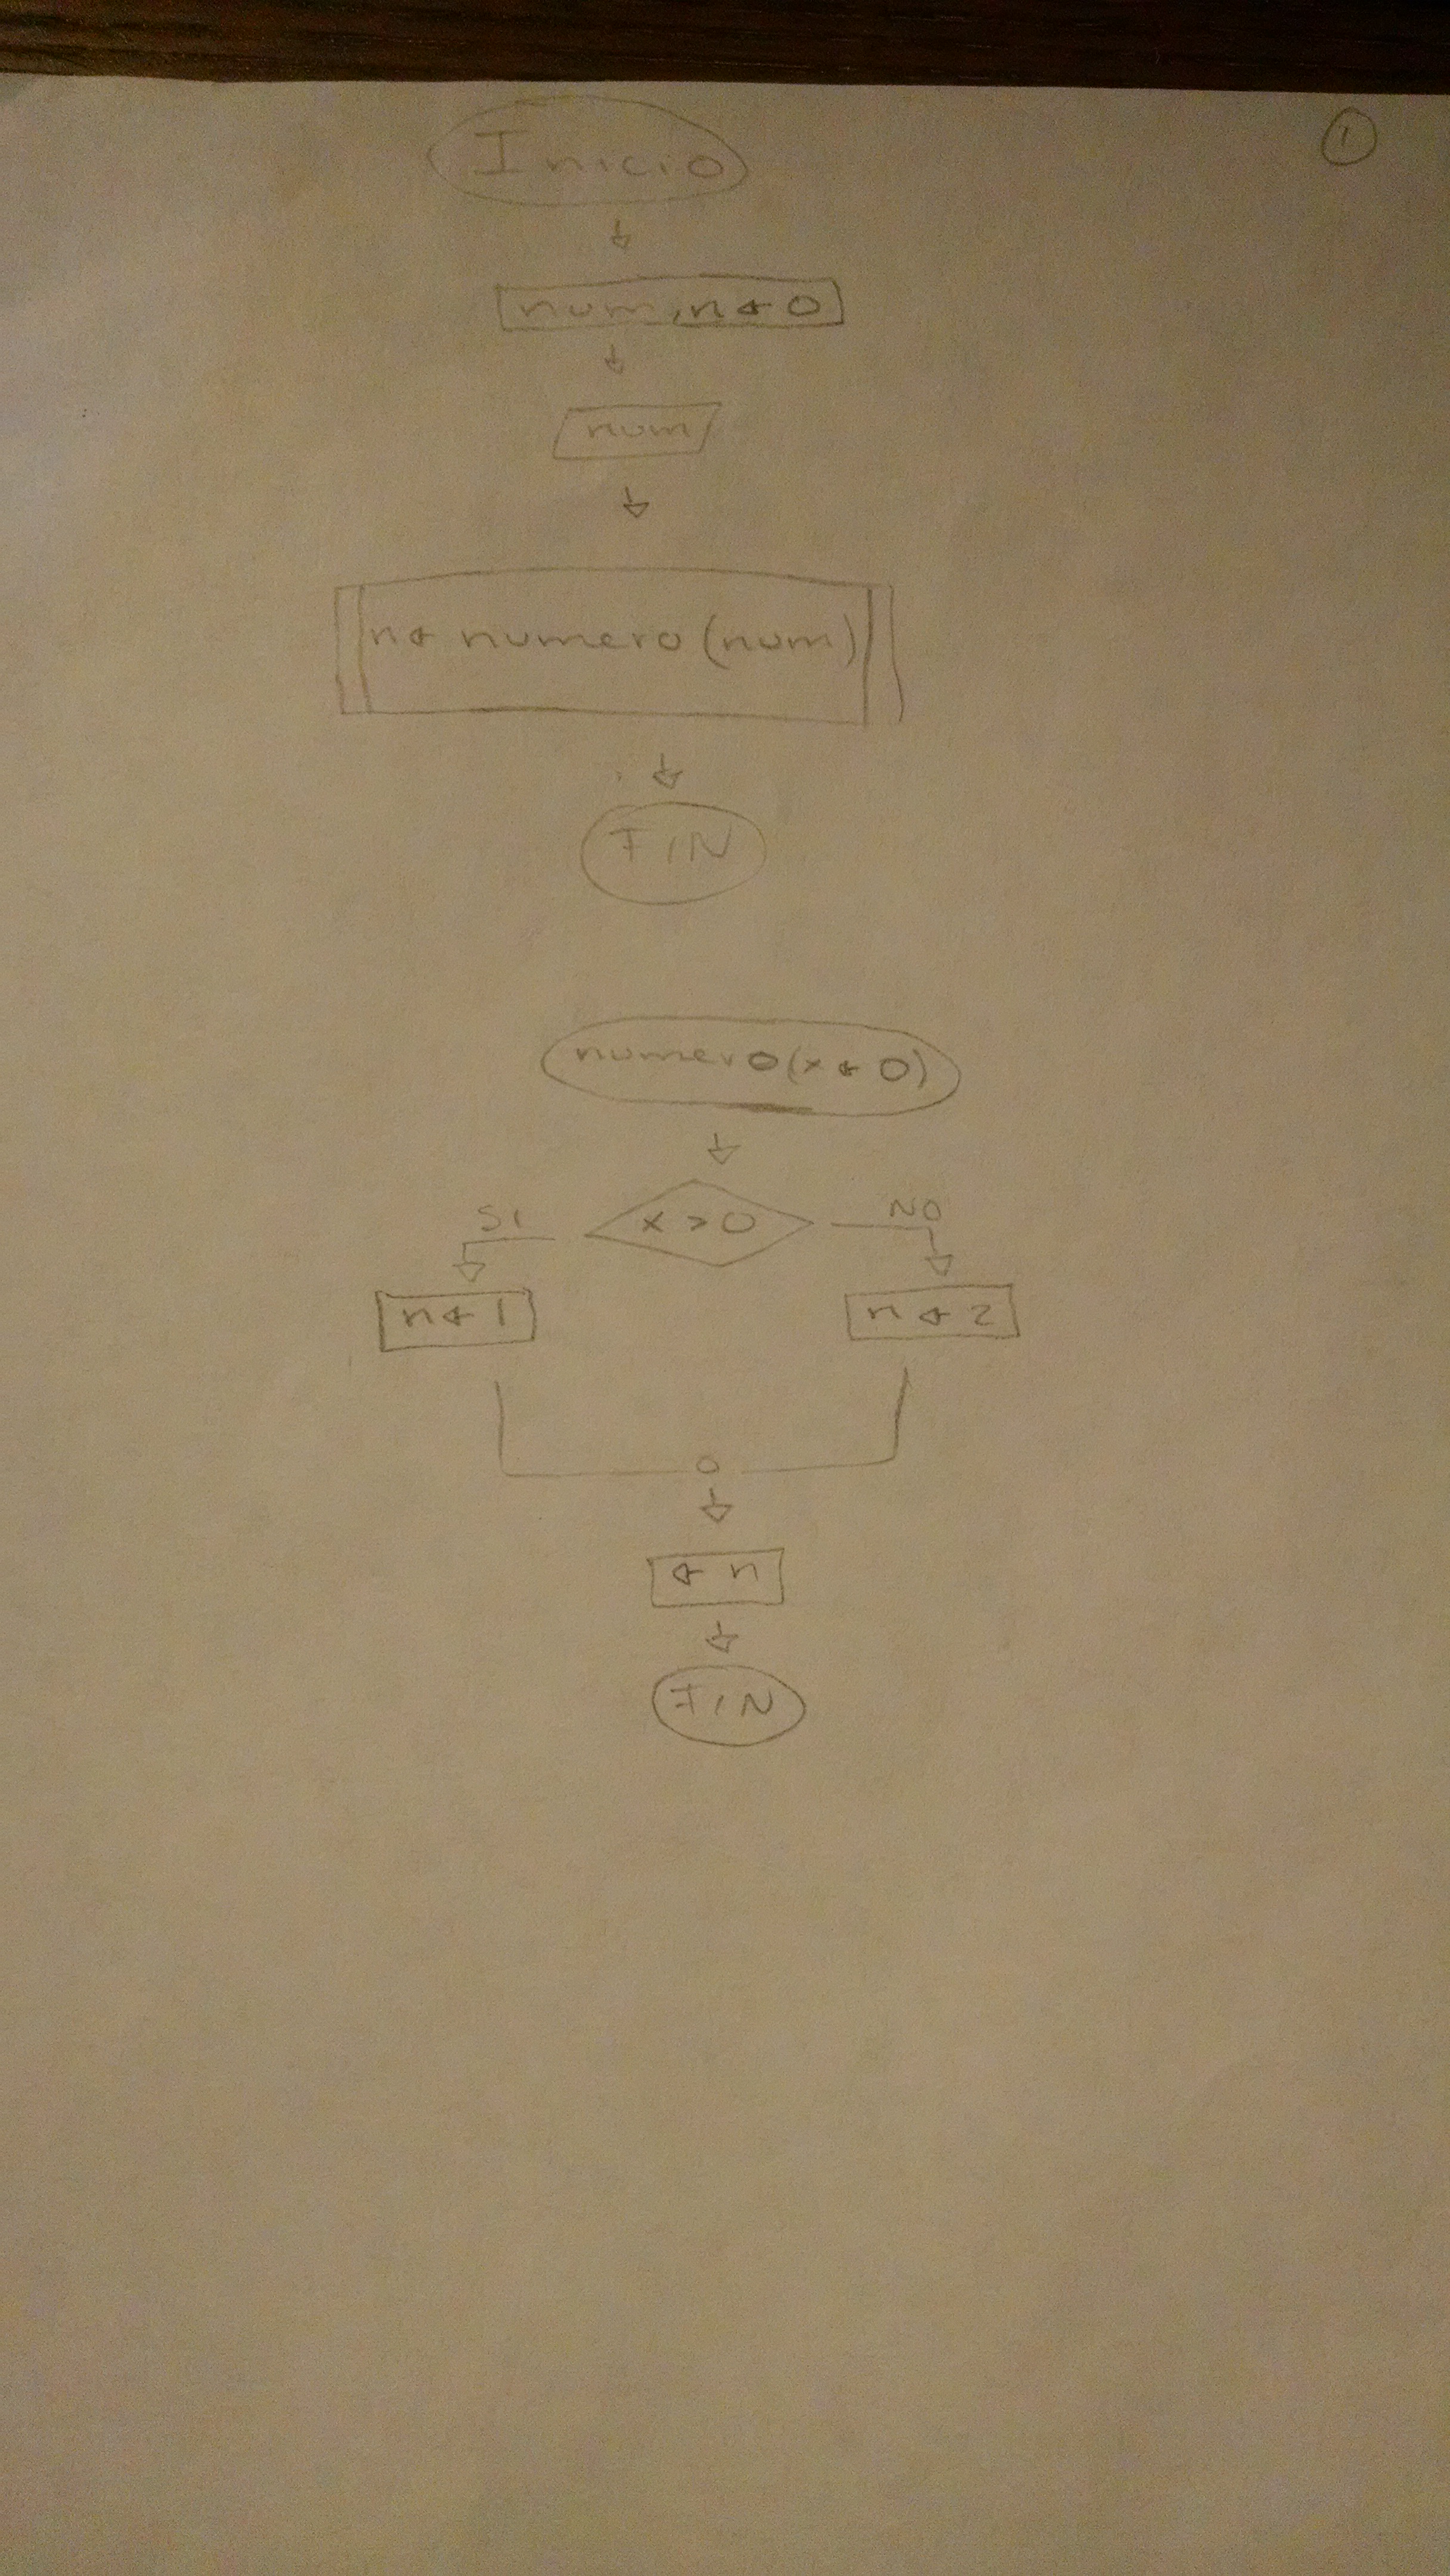 1
Inicio
num, n ← 0
num
n ← numero (num)
FIN
numero (x ← 0)
SI
x > 0
NO
n ← 1
n ← 2
← n
FIN